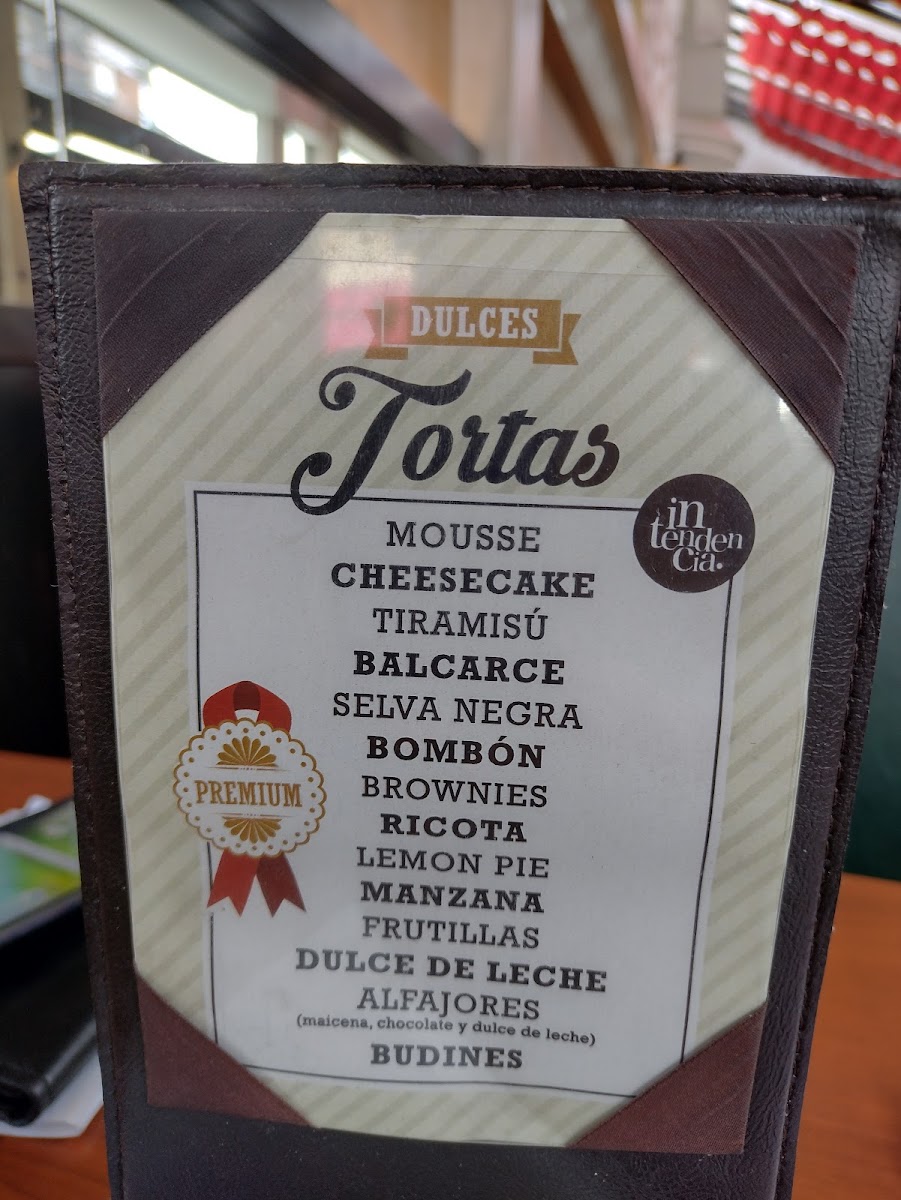 DULCES
Tortas
in
tenden
cia.
MOUSSE
CHEESECAKE
TIRAMISÚ
BALCARCE
SELVA NEGRA
BOMBÓN
BROWNIES
PREMIUM
RICOTA
LEMON PIE
MANZANA
FRUTILLAS
DULCE DE LECHE
ALFAJORES
(maicena, chocolate y dulce de leche)
BUDINES